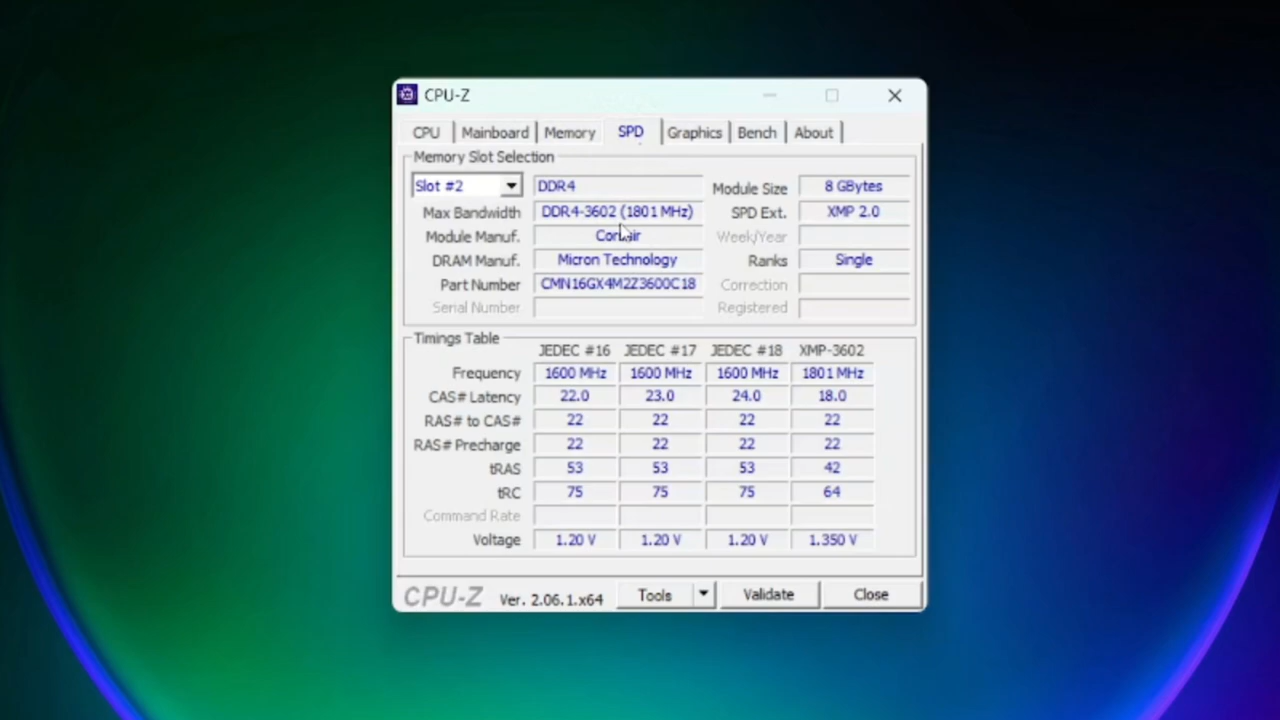 CPU-Z
CPU Mainboard Memory SPD Graphics Bench About
Memory Slot Selection
Slot #2 DDR4 Module Size 8 GBytes
Max Bandwidth DDR4-3602 (1801 MHz) SPD Ext. XMP 2.0
Module Manuf. Corsair Week/Year
DRAM Manuf. Micron Technology Ranks Single
Part Number CMN16GX4M2Z3600C18 Correction
Serial Number Registered
Timings Table
JEDEC #16 JEDEC #17 JEDEC #18 XMP-3602
Frequency 1600 MHz 1600 MHz 1600 MHz 1801 MHz
CAS# Latency 22.0 23.0 24.0 18.0
RAS# to CAS# 22 22 22 22
RAS# Precharge 22 22 22 22
tRAS 53 53 53 42
tRC 75 75 75 64
Command Rate
Voltage 1.20 V 1.20 V 1.20 V 1.350 V
CPU-Z Ver. 2.06.1.x64 Tools Validate Close